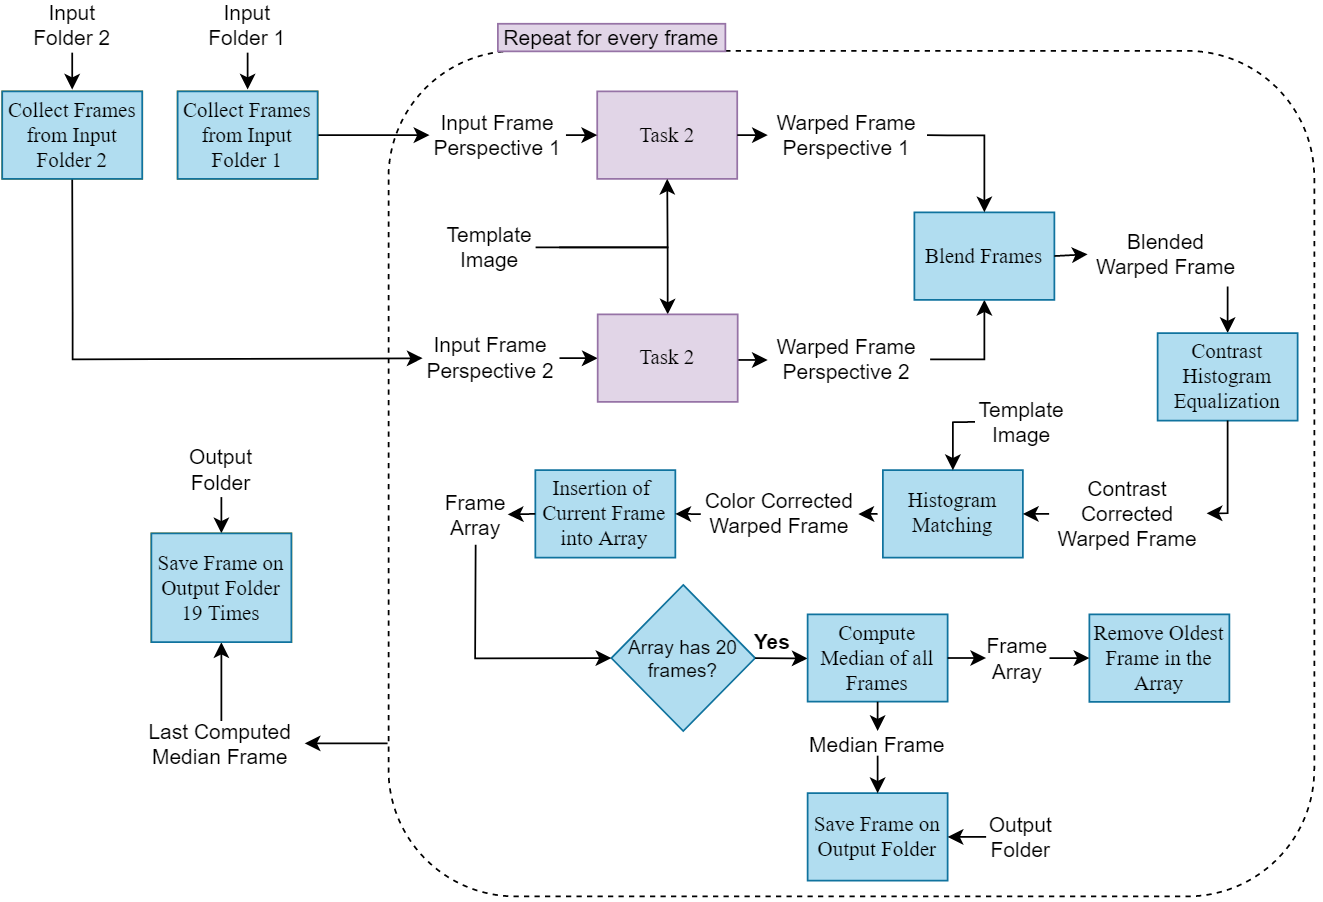 Input
Folder 2
Input
Folder 1
Repeat for every frame
Collect Frames
from Input
Folder 2
Collect Frames
from Input
Folder 1
Input Frame
Perspective 1
Task 2
Warped Frame
Perspective 1
Template
Image
Blend Frames
Blended
Warped Frame
Input Frame
Perspective 2
Task 2
Warped Frame
Perspective 2
Contrast
Histogram
Equalization
Template
Image
Output
Folder
Frame
Array
Insertion of
Current Frame
into Array
Color Corrected
Warped Frame
Histogram
Matching
Contrast
Corrected
Warped Frame
Save Frame on
Output Folder
19 Times
Array has 20
frames?
Yes
Compute
Median of all
Frames
Frame
Array
Remove Oldest
Frame in the
Array
Last Computed
Median Frame
Median Frame
Save Frame on
Output Folder
Output
Folder